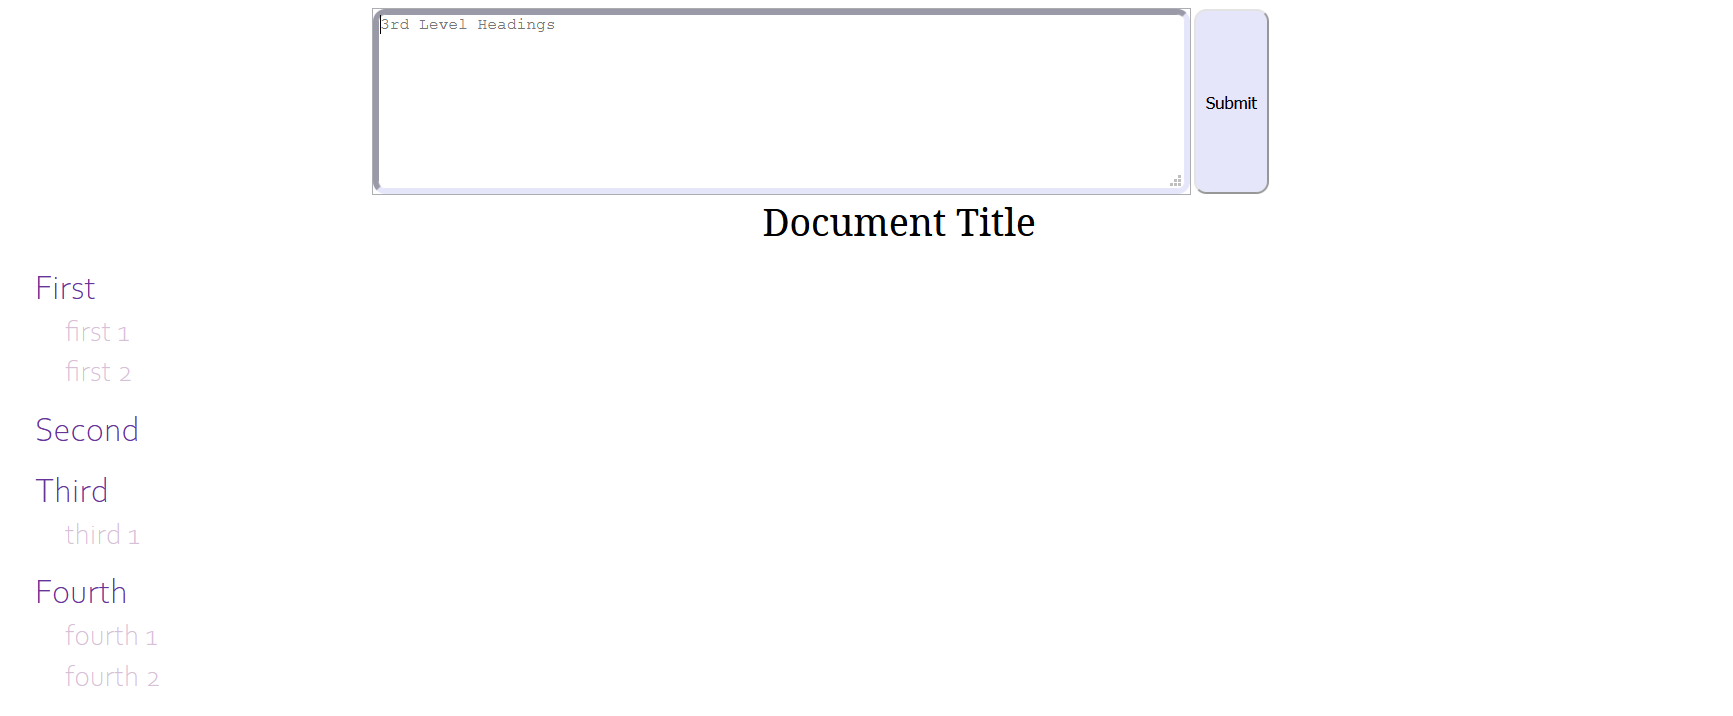 3rd Level Headings
Submit
Document Title
First
first 1
first 2
Second
Third
third 1
Fourth
fourth 1
fourth 2